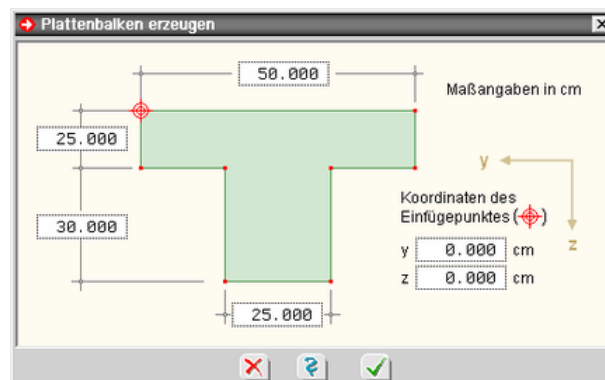 Plattenbalken erzeugen
50.000
Maßangaben in cm
25.000
y
30.000
Koordinaten des
Einfügepunktes ( )
z
y 0.000 cm
z 0.000 cm
25.000